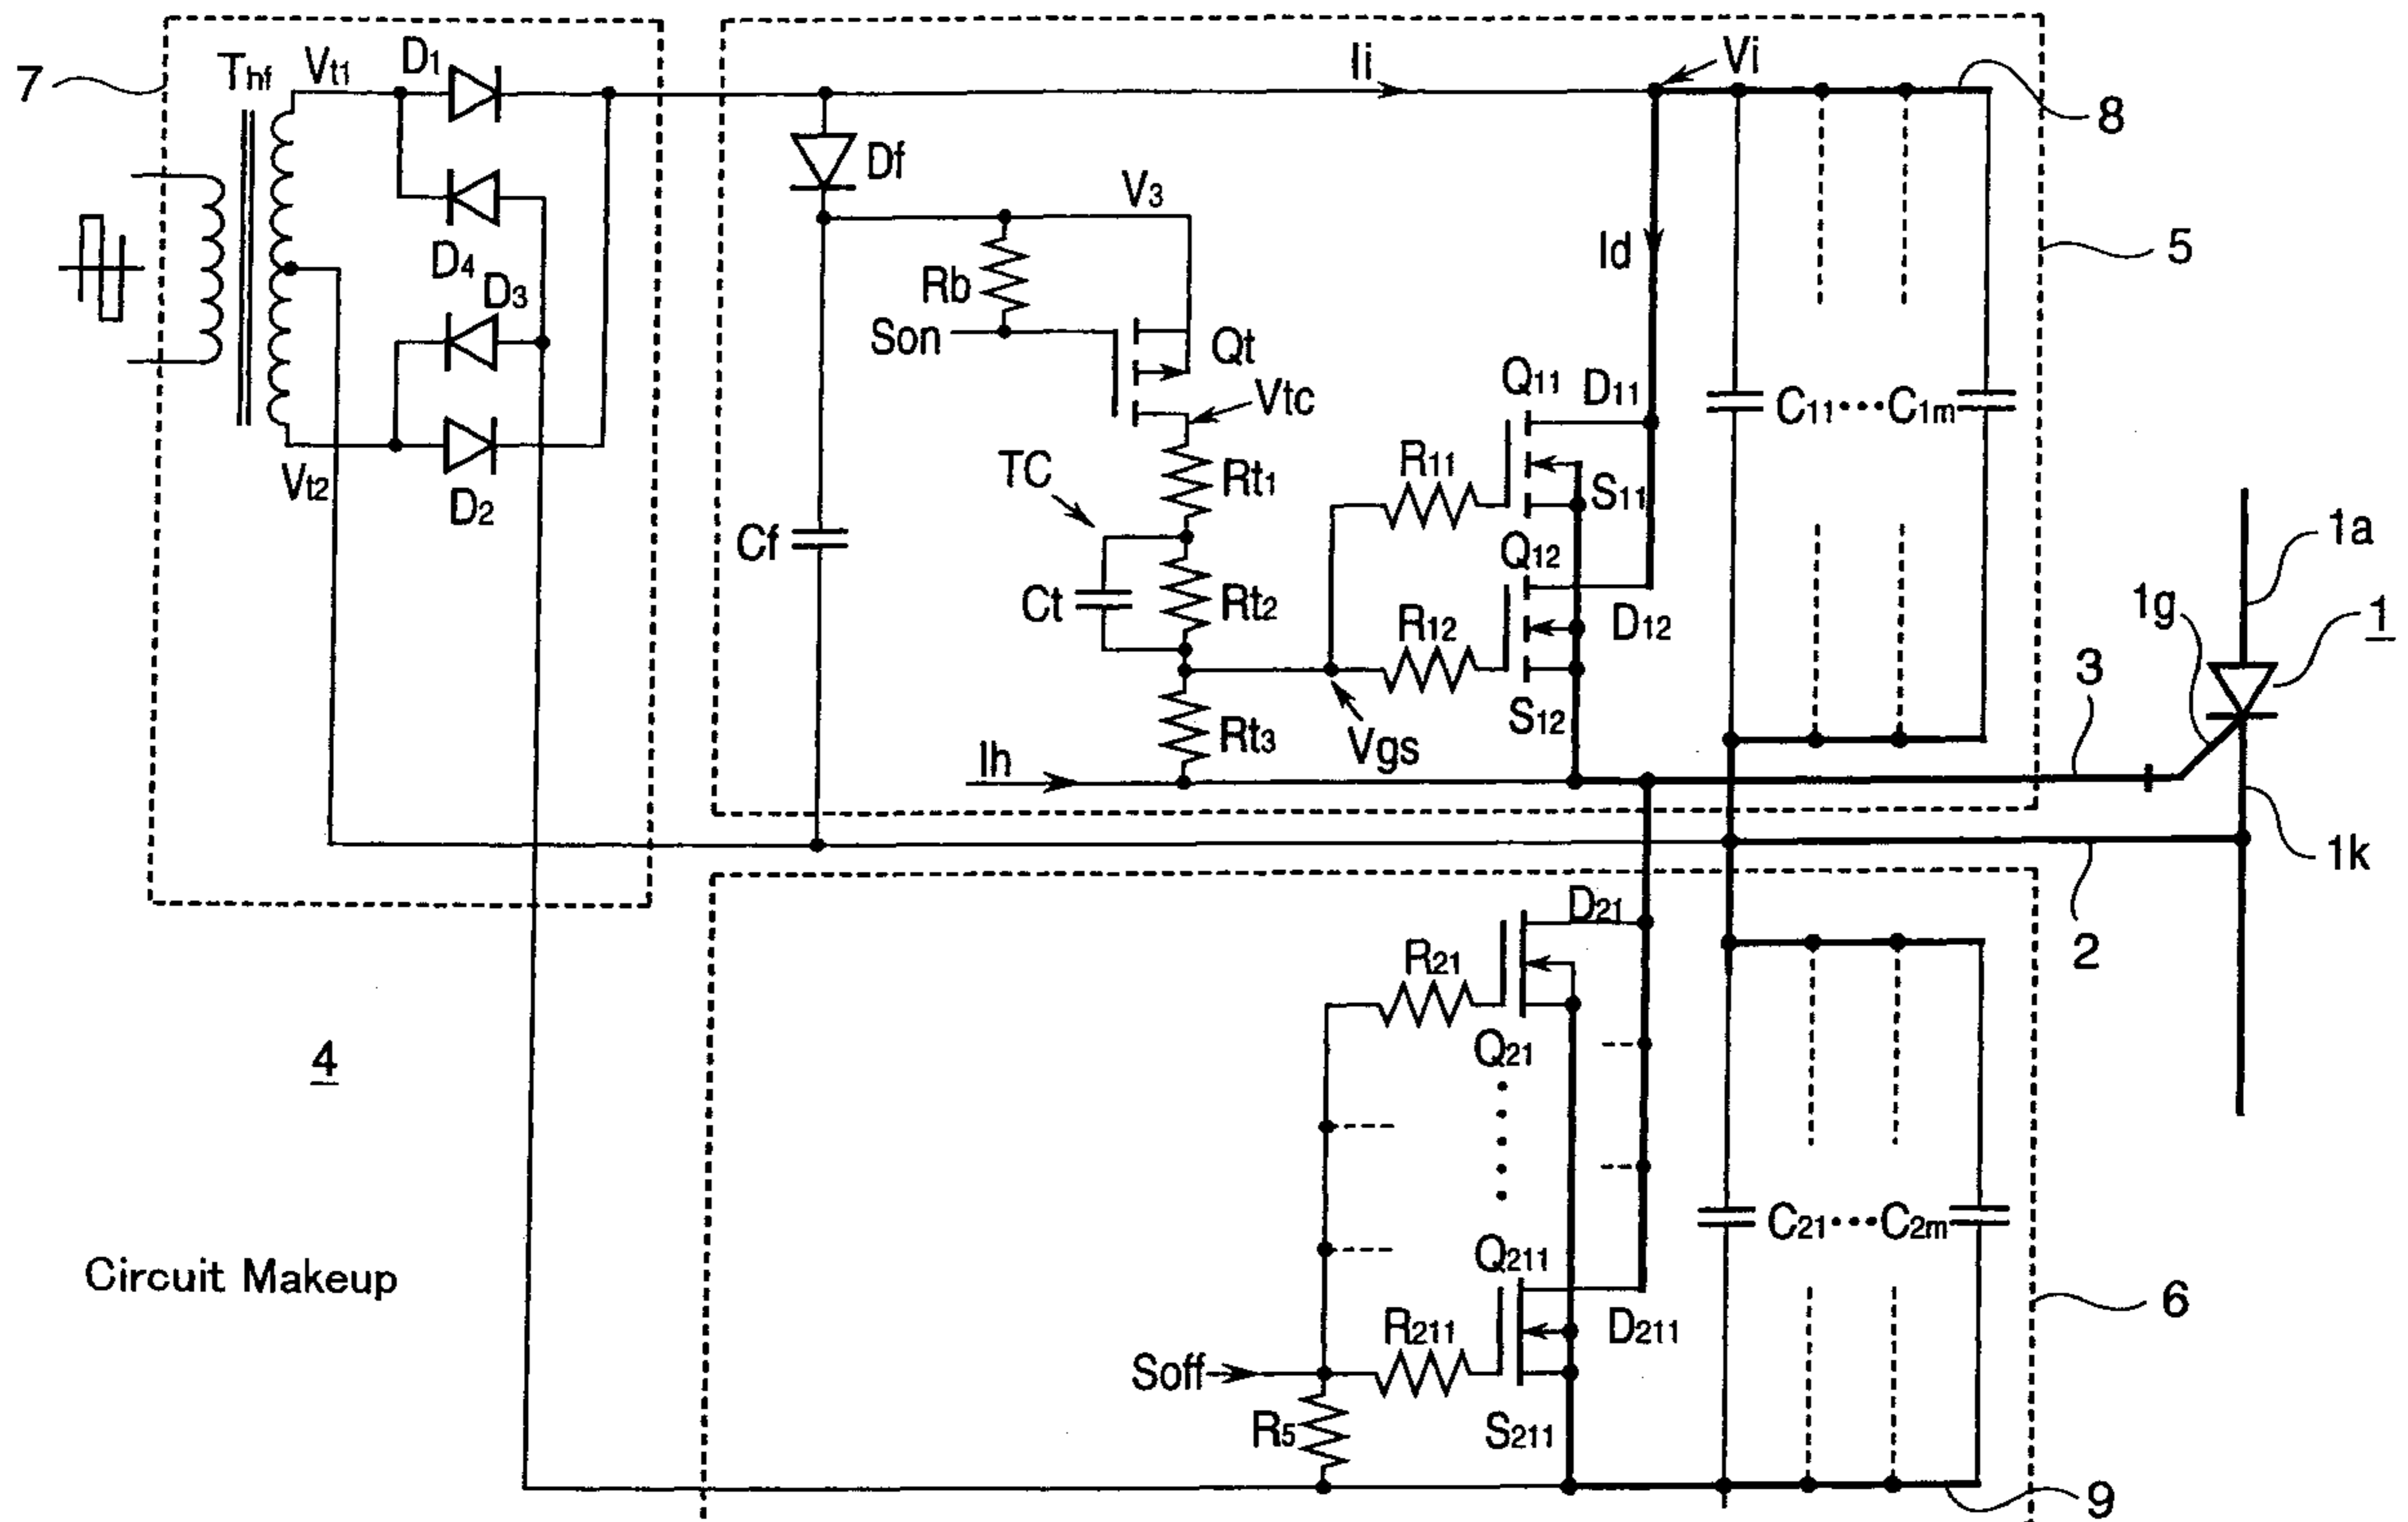 7
Thf
Vt1
D1
Ii
Vi
8
Df
V3
D4
D3
Rb
Id
5
Son
Qt
Vtc
Q11
D11
C11•••C1m
Vt2
D2
TC
Rt1
R11
S11
1a
Cf
Q12
Ct
Rt2
R12
D12
1g
1
3
S12
Rt3
Vgs
Ih
1k
D21
2
R21
4
Q21
C21•••C2m
Circuit Makeup
Q211
6
R211
D211
Soff
R5
S211
9